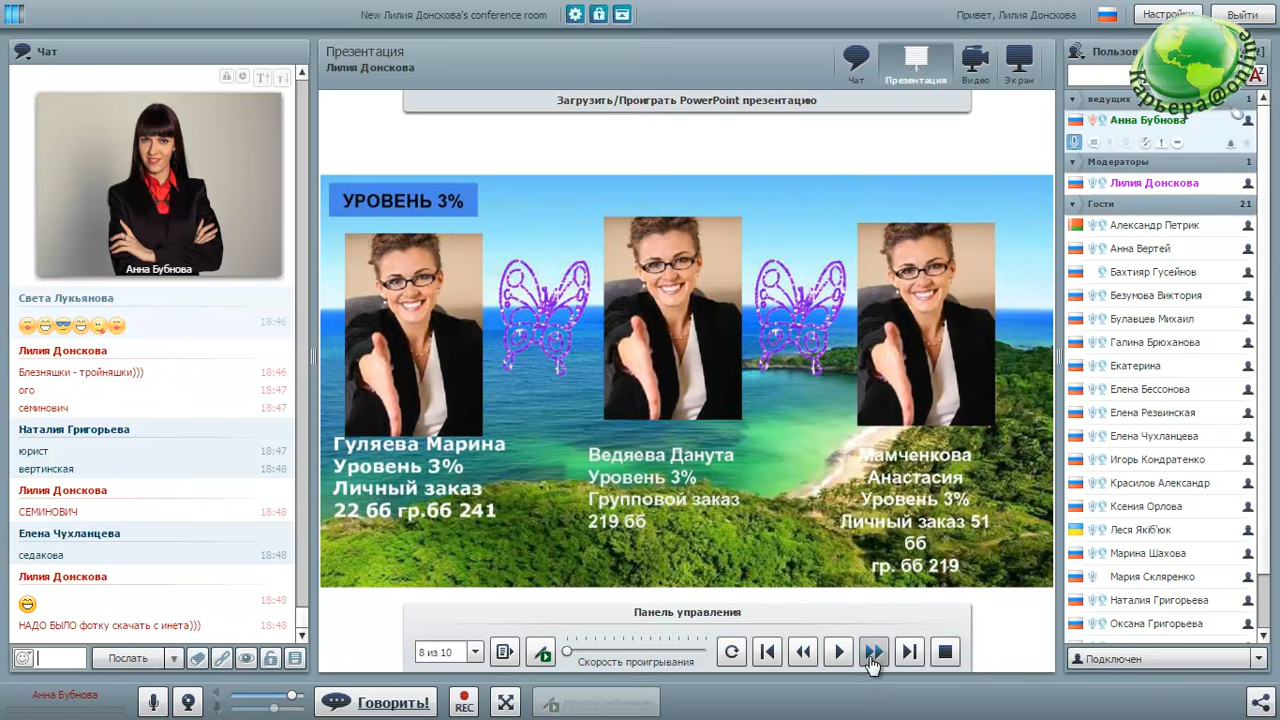 New Лилия Донскова's conference room
Привет, Лилия Донскова
Настройки
Выйти
Чат
Анна Бубнова
Света Лукьянова
18:46
Лилия Донскова
Блезняшки - тройняшки)))
18:46
ого
18:47
семинович
18:47
Наталия Григорьева
юрист
18:47
вертинская
18:48
Лилия Донскова
СЕМИНОВИЧ
18:48
Елена Чухланцева
седакова
18:48
Лилия Донскова
18:48
НАДО БЫЛО фотку скачать с инета)))
18:48
Послать
Презентация
Лилия Донскова
Чат
Презентация
Видео
Экран
Загрузить/Проиграть PowerPoint презентацию
УРОВЕНЬ 3%
Гуляева Марина
Уровень 3%
Личный заказ
22 бб гр.бб 241
Ведяева Данута
Уровень 3%
Групповой заказ
219 бб
Мамченкова
Анастасия
Уровень 3%
Личный заказ 51
бб
гр. бб 219
Панель управления
8 из 10
Скорость проигрывания
карьера@online
ведущих
1
Анна Бубнова
Модераторы
1
Лилия Донскова
Гости
21
Александр Петрик
Анна Вертей
Бахтияр Гусейнов
Безумова Виктория
Булавцев Михаил
Галина Брюханова
Екатерина
Елена Бессонова
Елена Резвинская
Елена Чухланцева
Игорь Кондратенко
Красилов Александр
Ксения Орлова
Леся Якіб'юк
Марина Шахова
Мария Скляренко
Наталия Григорьева
Оксана Григорьева
Подключен
Анна Бубнова
Говорить!
REC